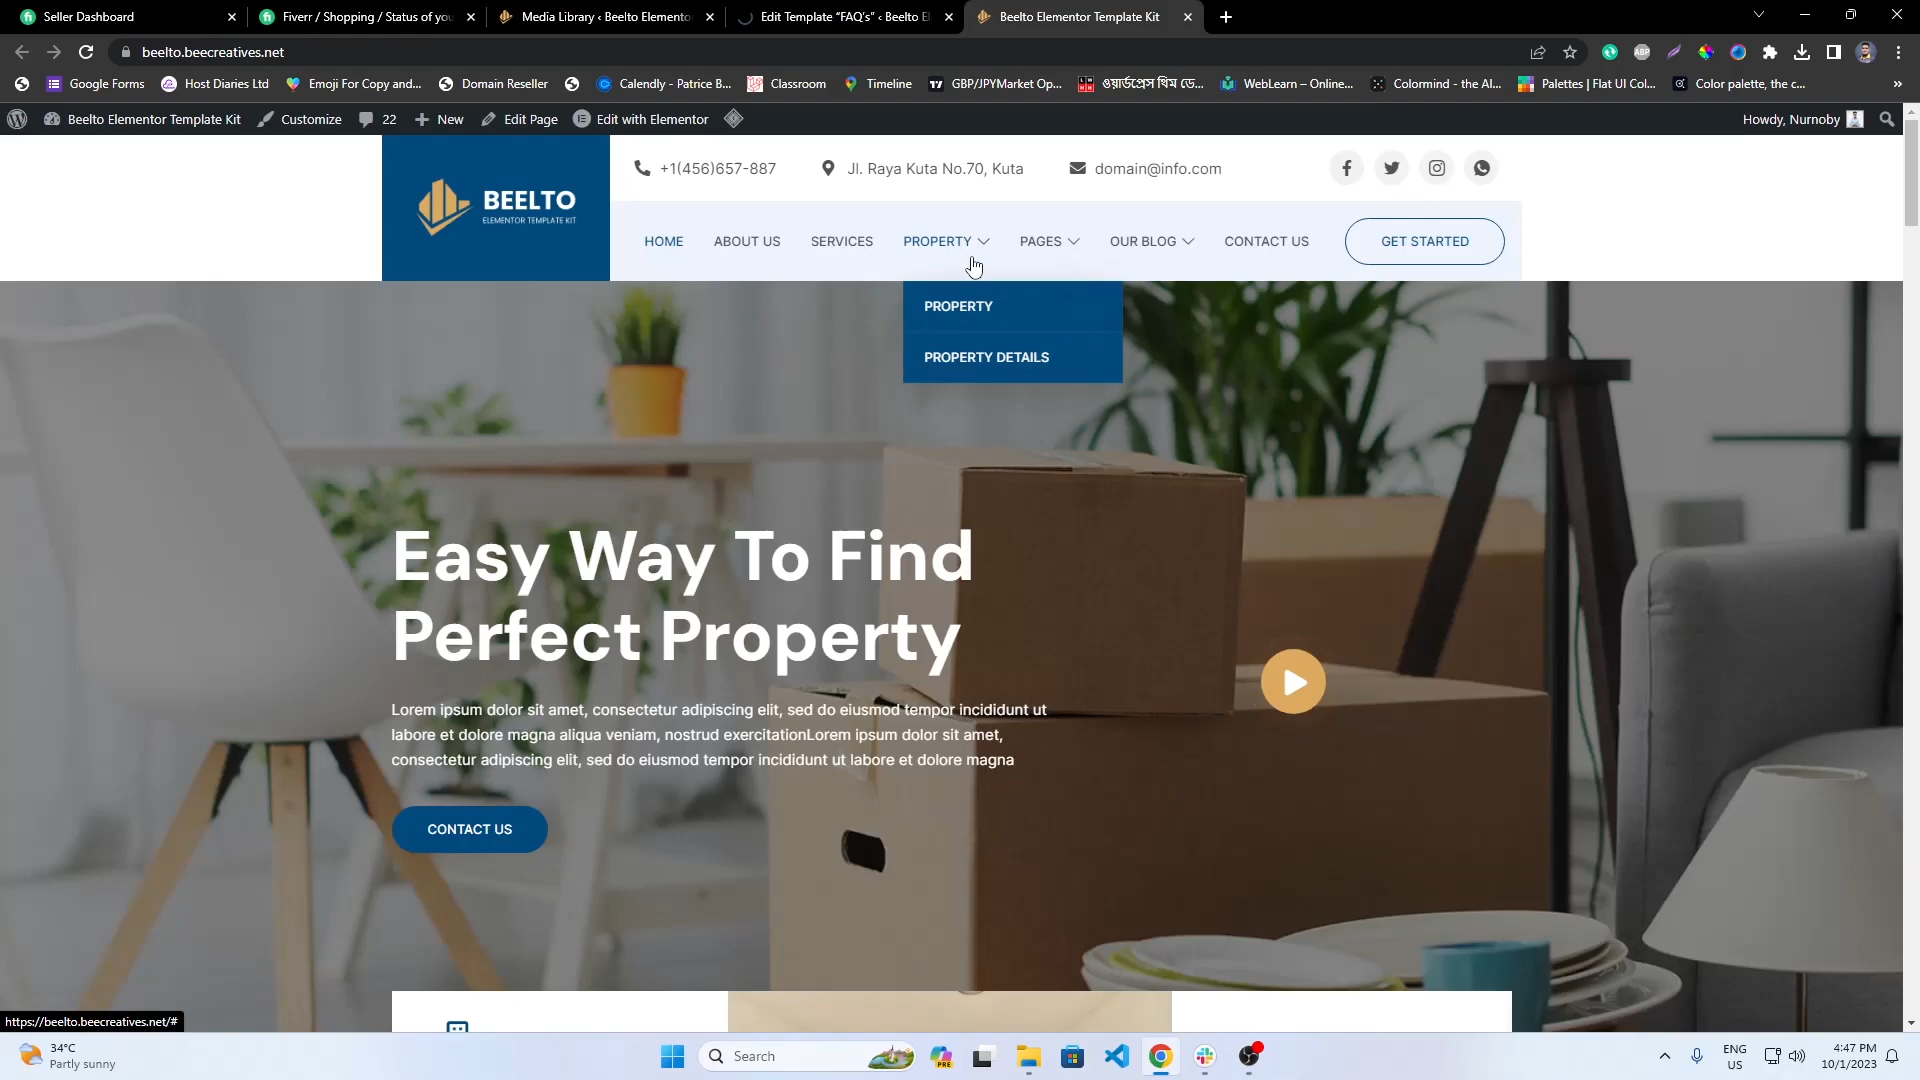 Seller Dashboard
Fiverr / Shopping / Status of you
Media Library ‹ Beelto Elemento
Edit Template “FAQ's” ‹ Beelto El
Beelto Elementor Template Kit
beelto.beecreatives.net
ABP
Google Forms
Host Diaries Ltd
Emoji For Copy and...
Domain Reseller
Calendly - Patrice B...
Classroom
Timeline
GBP/JPYMarket Op...
ওয়ার্ডপ্রেস থিম ডে...
WebLearn – Online...
Colormind - the AI...
Palettes | Flat UI Col...
Color palette, the c...
»
Beelto Elementor Template Kit
Customize
22
New
Edit Page
Edit with Elementor
Howdy, Nurnoby
BEELTO
ELEMENTOR TEMPLATE KIT
+1(456)657-887
Jl. Raya Kuta No.70, Kuta
domain@info.com
HOME
ABOUT US
SERVICES
PROPERTY
PAGES
OUR BLOG
CONTACT US
GET STARTED
PROPERTY
PROPERTY DETAILS
Easy Way To Find
Perfect Property
Lorem ipsum dolor sit amet, consectetur adipiscing elit, sed do eiusmod tempor incididunt ut
labore et dolore magna aliqua veniam, nostrud exercitationLorem ipsum dolor sit amet,
consectetur adipiscing elit, sed do eiusmod tempor incididunt ut labore et dolore magna
CONTACT US
https://beelto.beecreatives.net/#
34°C
Partly sunny
Search
PRE
ENG
US
4:47 PM
10/1/2023